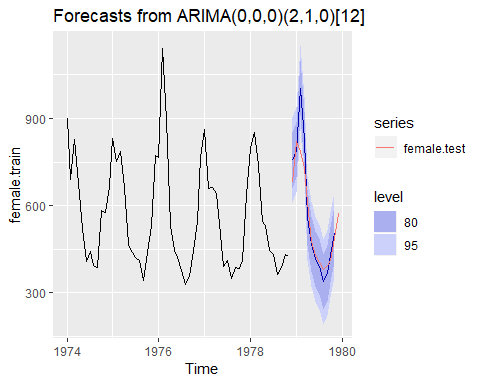 Forecasts from ARIMA(0,0,0)(2,1,0)[12]
female.train
900
600
300
1974
1976
1978
1980
Time
series
female.test
level
80
95